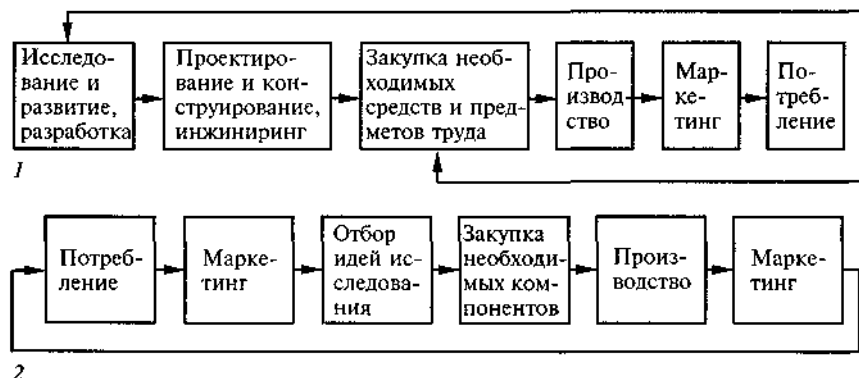 Исследо-
вание и
развитие,
разработка
Проектиро-
вание и кон-
струирование,
инжиниринг
Закупка необ-
ходимых
средств и пред-
метов труда
Про-
извод
ство
Мар-
ке-
тинг
По-
требле-
ние
1
Потреб-
ление
Марке-
тинг
Отбор
идей ис-
следова-
ния
Закупка
необходи-
мых ком-
понентов
Произ-
водство
Марке-
тинг
2